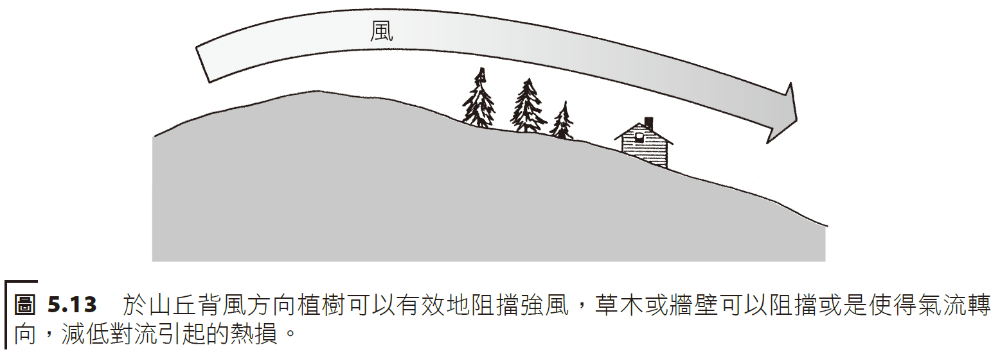 風
圖 5.13 於山丘背風方向植樹可以有效地阻擋強風，草木或牆壁可以阻擋或是使得氣流轉
向，減低對流引起的熱損。